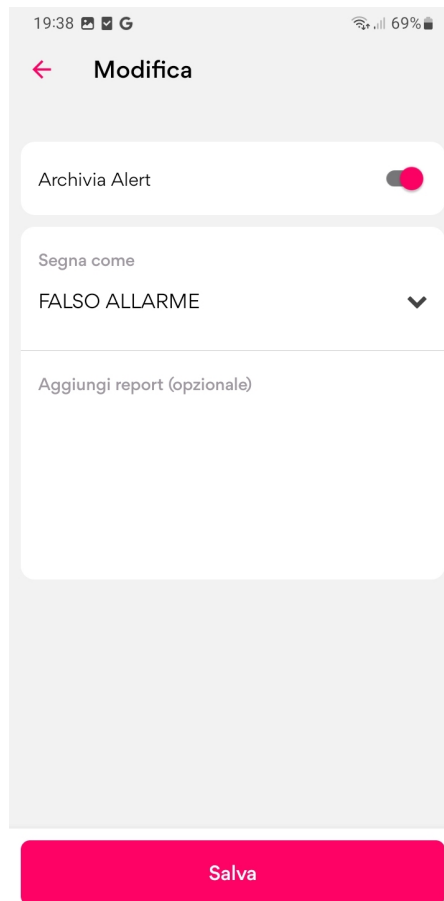 19:38 G 69%
Modifica
Archivia Alert
Segna come
FALSO ALLARME
Aggiungi report (opzionale)
Salva